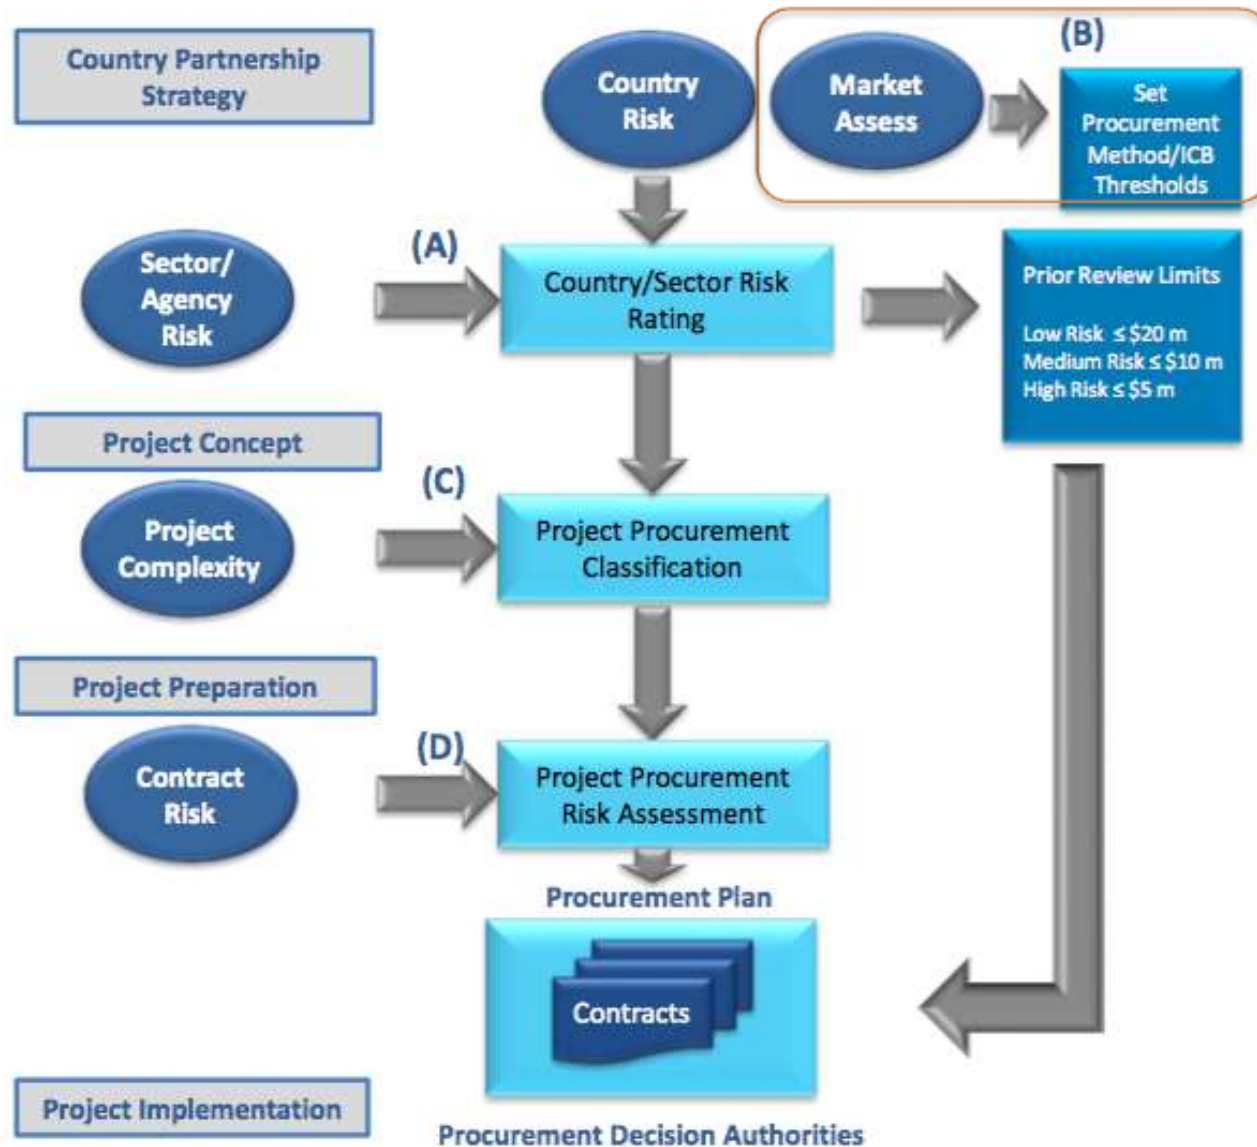 Country Partnership
Strategy
Country
Risk
Market
Assess
(B)
Set
Procurement
Method/ICB
Thresholds
Sector/
Agency
Risk
(A)
Country/Sector Risk
Rating
Prior Review Limits
Low Risk ≤ $20 m
Medium Risk ≤ $10 m
High Risk ≤ $5 m
Project Concept
Project
Complexity
(C)
Project Procurement
Classification
Project Preparation
Contract
Risk
(D)
Project Procurement
Risk Assessment
Procurement Plan
Contracts
Project Implementation
Procurement Decision Authorities